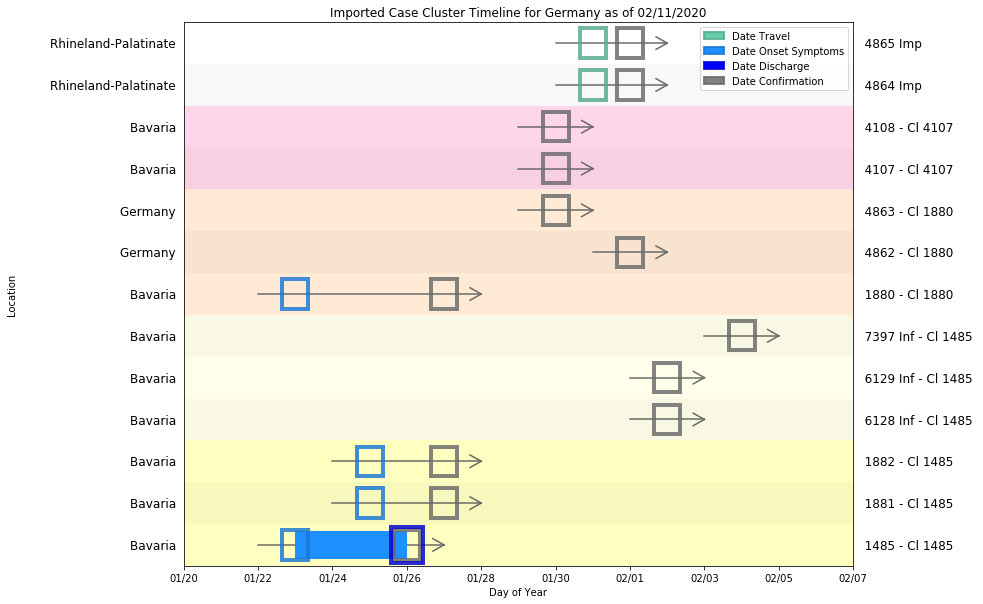 Imported Case Cluster Timeline for Germany as of 02/11/2020
Date Travel
Date Onset Symptoms
Date Discharge
Date Confirmation
Rhineland-Palatinate 4865 Imp
Rhineland-Palatinate 4864 Imp
Bavaria 4108 - Cl 4107
Bavaria 4107 - Cl 4107
Germany 4863 - Cl 1880
Germany 4862 - Cl 1880
Bavaria 1880 - Cl 1880
Bavaria 7397 Inf - Cl 1485
Bavaria 6129 Inf - Cl 1485
Bavaria 6128 Inf - Cl 1485
Bavaria 1882 - Cl 1485
Bavaria 1881 - Cl 1485
Bavaria 1485 - Cl 1485
Location
01/20 01/22 01/24 01/26 01/28 01/30 02/01 02/03 02/05 02/07
Day of Year